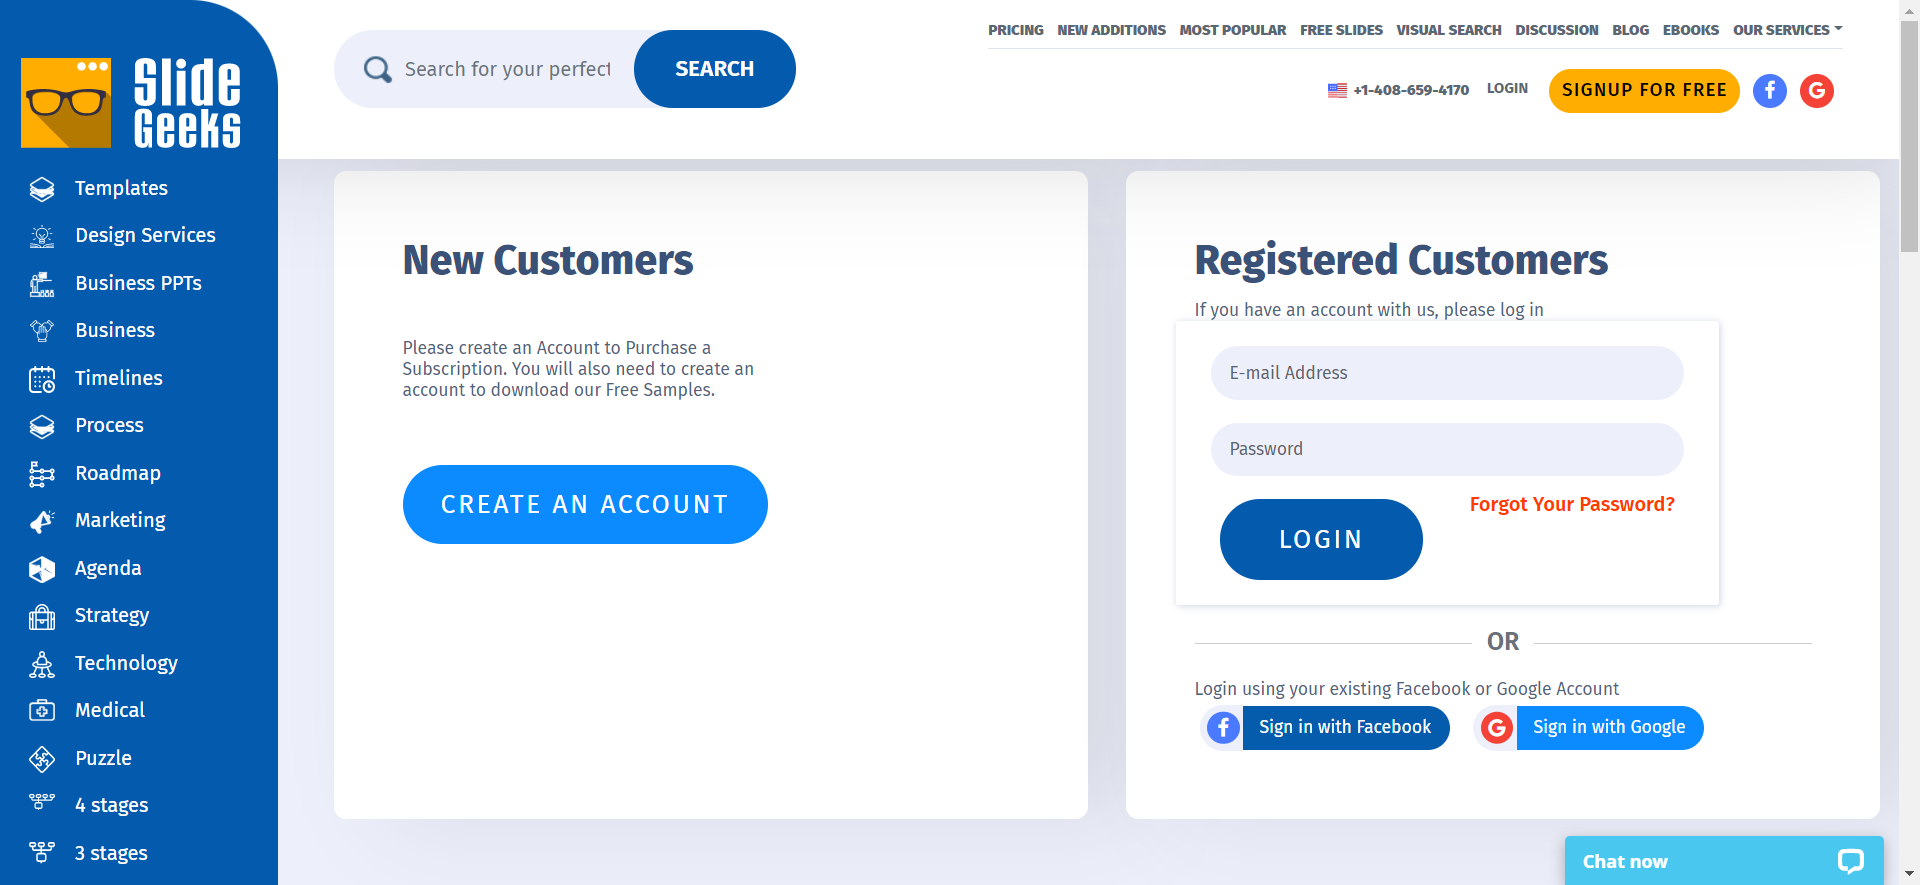 Slide
Geeks
Templates
Design Services
Business PPTs
Business
Timelines
Process
Roadmap
Marketing
Agenda
Strategy
Technology
Medical
Puzzle
4 stages
3 stages
Search for your perfect
SEARCH
PRICING NEW ADDITIONS MOST POPULAR FREE SLIDES VISUAL SEARCH DISCUSSION BLOG EBOOKS OUR SERVICES
+1-408-659-4170 LOGIN SIGNUP FOR FREE f G
New Customers
Please create an Account to Purchase a
Subscription. You will also need to create an
account to download our Free Samples.
CREATE AN ACCOUNT
Registered Customers
If you have an account with us, please log in
E-mail Address
Password
LOGIN
Forgot Your Password?
OR
Login using your existing Facebook or Google Account
f Sign in with Facebook
G Sign in with Google
Chat now